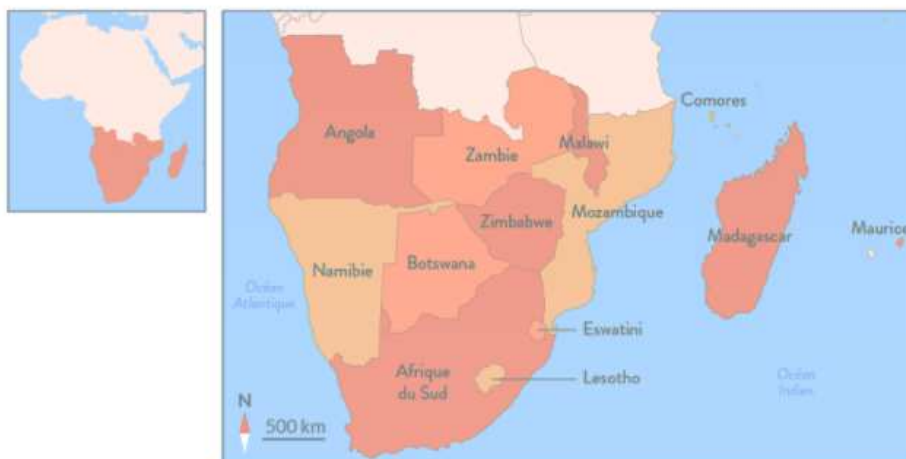 Comores
Angola
Malawi
Zambie
Mozambique
Zimbabwe
Maurice
Madagascar
Namibie
Botswana
Océan
Atlantique
Eswatini
Afrique
du Sud
Lesotho
Océan
Indien
N
500 km